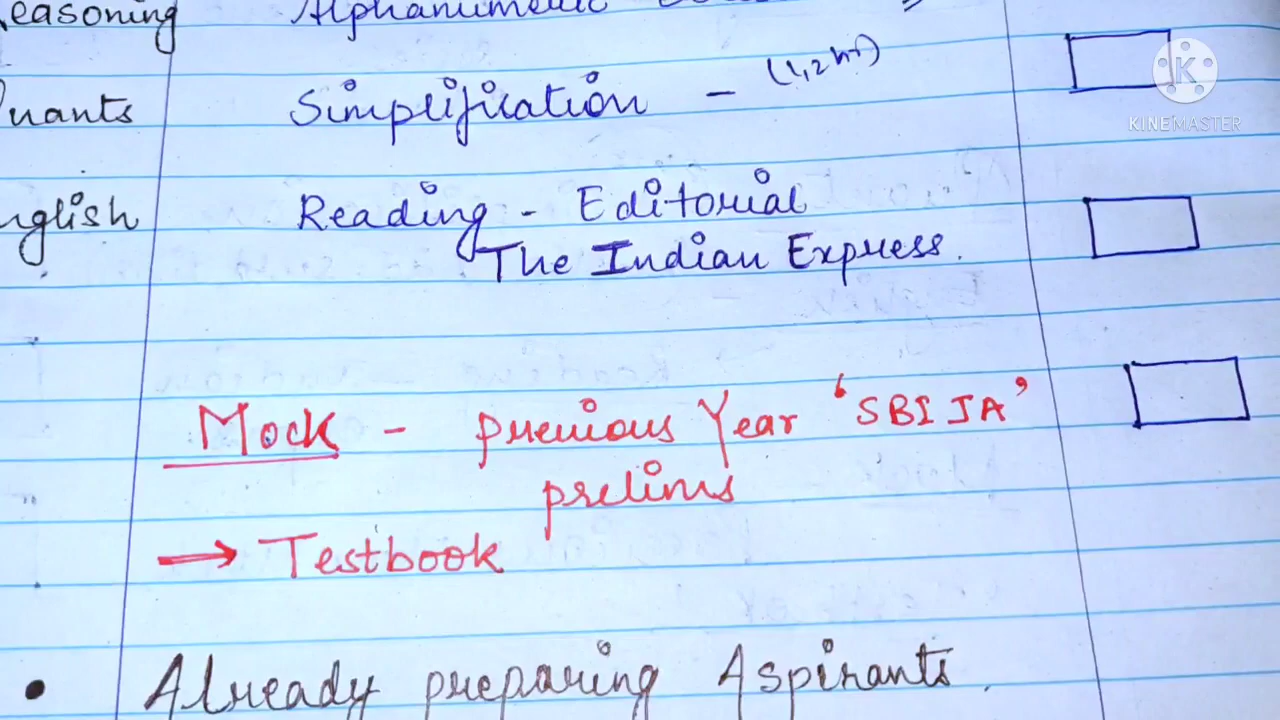 Reasoning Alphanumeric
Quants Simplification - (1,2 hr)
English Reading - Editorial
The Indian Express.
Mock - previous Year 'SBI JA'
prelims
→ Testbook
• Already preparing Aspirants.
KINEMASTER